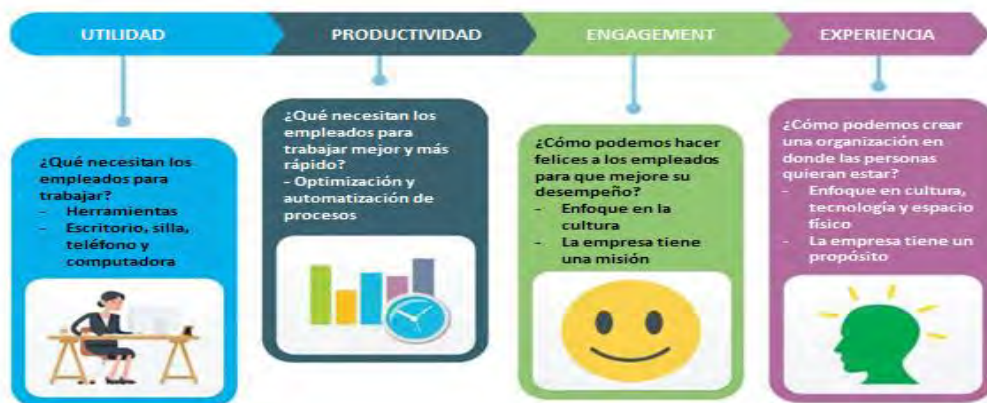 UTILIDAD
PRODUCTIVIDAD
ENGAGEMENT
EXPERIENCIA
¿Qué necesitan los
empleados para
trabajar?
- Herramientas
- Escritorio, silla,
teléfono y
computadora
¿Qué necesitan los
empleados para
trabajar mejor y más
rápido?
- Optimización y
automatización de
procesos
¿Cómo podemos hacer
felices a los empleados
para que mejore su
desempeño?
- Enfoque en la
cultura
- La empresa tiene
una misión
¿Cómo podemos crear
una organización en
donde las personas
quieran estar?
- Enfoque en cultura,
tecnología y espacio
físico
- La empresa tiene un
propósito